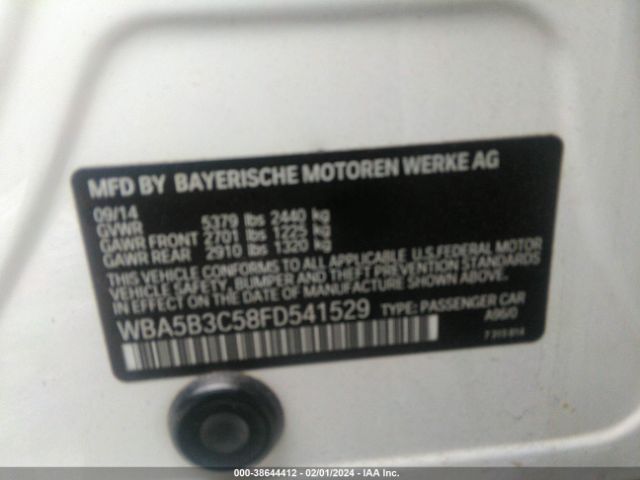 MFD BY BAYERISCHE MOTOREN WERKE AG
09/14
GVWR 5379 lbs 2440 kg
GAWR FRONT 2701 lbs 1225 kg
GAWR REAR 2910 lbs 1320 kg
THIS VEHICLE CONFORMS TO ALL APPLICABLE U.S.FEDERAL MOTOR
VEHICLE SAFETY, BUMPER AND THEFT PREVENTION STANDARDS
IN EFFECT ON THE DATE OF MANUFACTURE SHOWN ABOVE.
WBA5B3C58FD541529 TYPE: PASSENGER CAR
A96/0
000-38644412 - 02/01/2024 - IAA Inc.